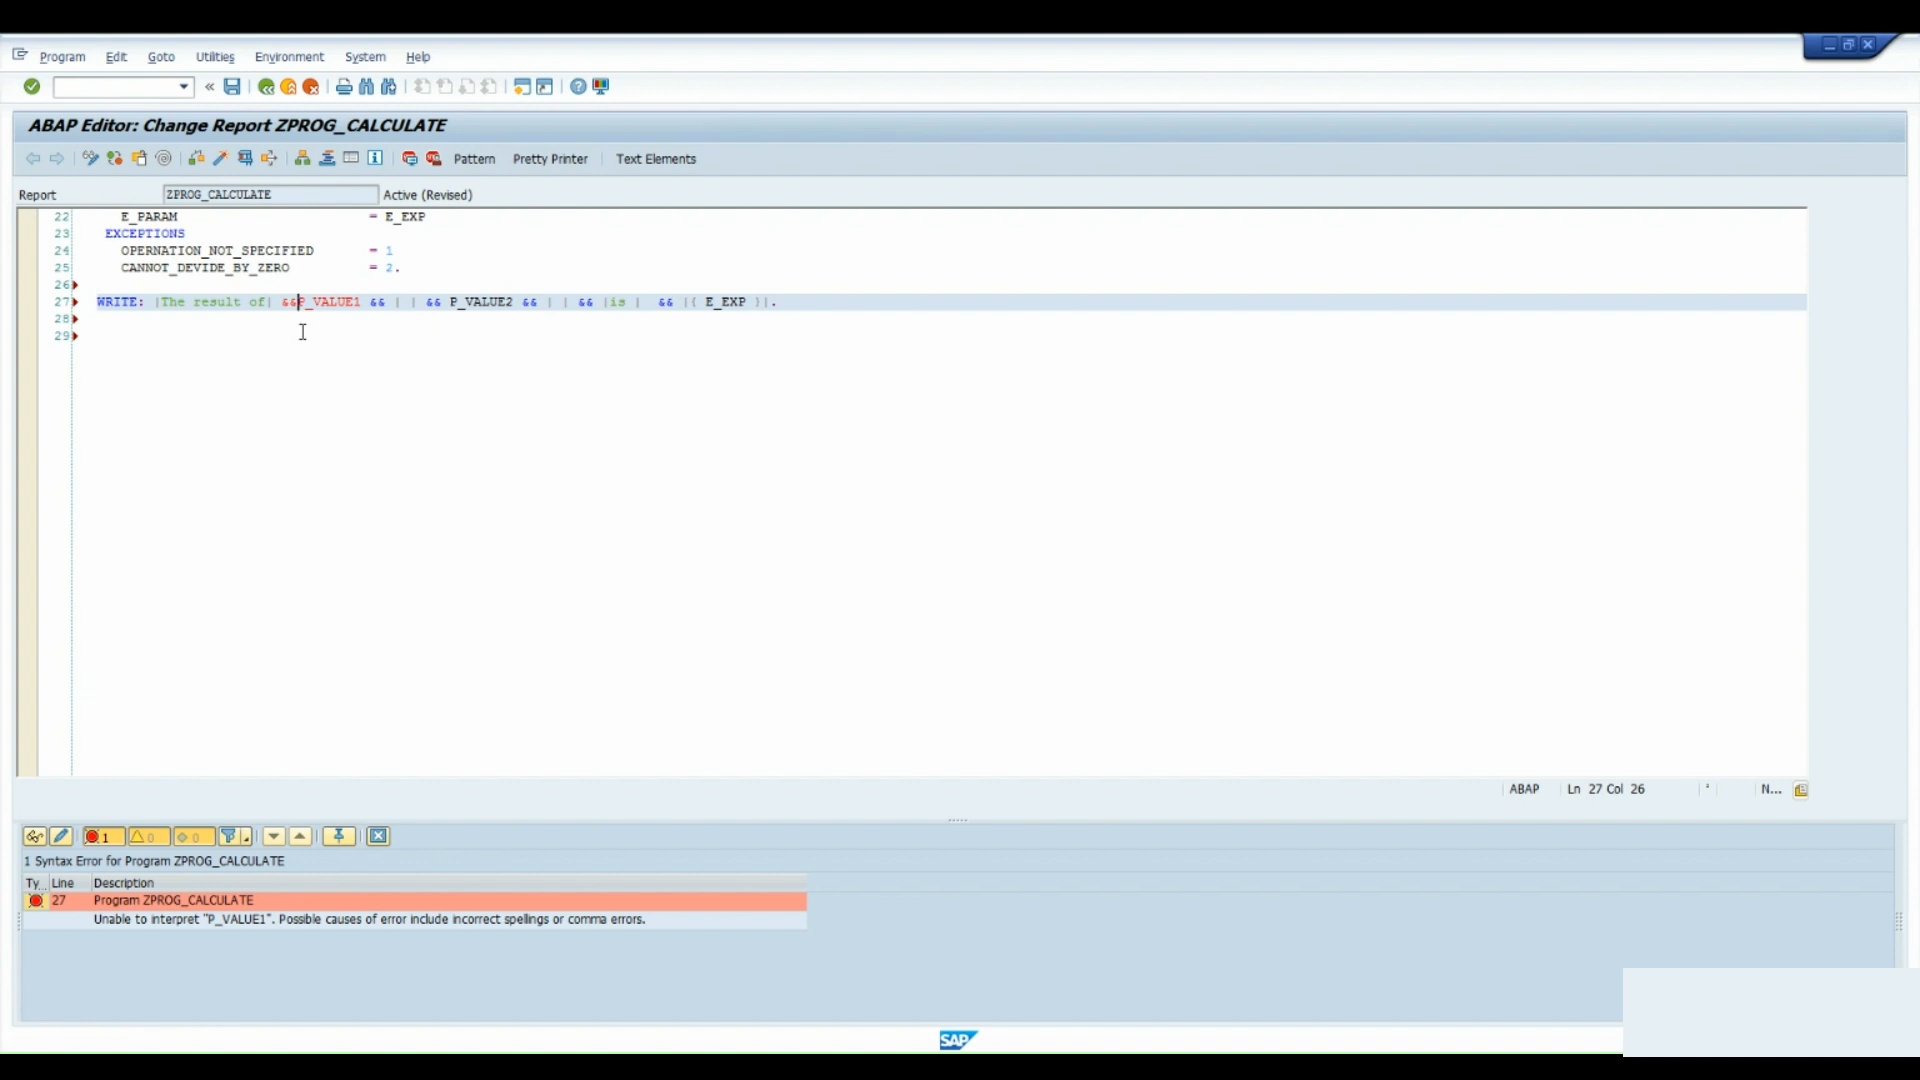 Program Edit Goto Utilities Environment System Help
ABAP Editor: Change Report ZPROG_CALCULATE
Pattern Pretty Printer Text Elements
Report ZPROG_CALCULATE Active (Revised)
22 E_PARAM = E_EXP
23 EXCEPTIONS
24 OPERNATION_NOT_SPECIFIED = 1
25 CANNOT_DEVIDE_BY_ZERO = 2.
26
27 WRITE: |The result of| &&P_VALUE1 && | | && P_VALUE2 && | | && |is | && |{ E_EXP }|.
28
29
ABAP Ln 27 Col 26 N...
1 0 0
1 Syntax Error for Program ZPROG_CALCULATE
Ty... Line Description
27 Program ZPROG_CALCULATE
Unable to interpret "P_VALUE1". Possible causes of error include incorrect spellings or comma errors.
SAP